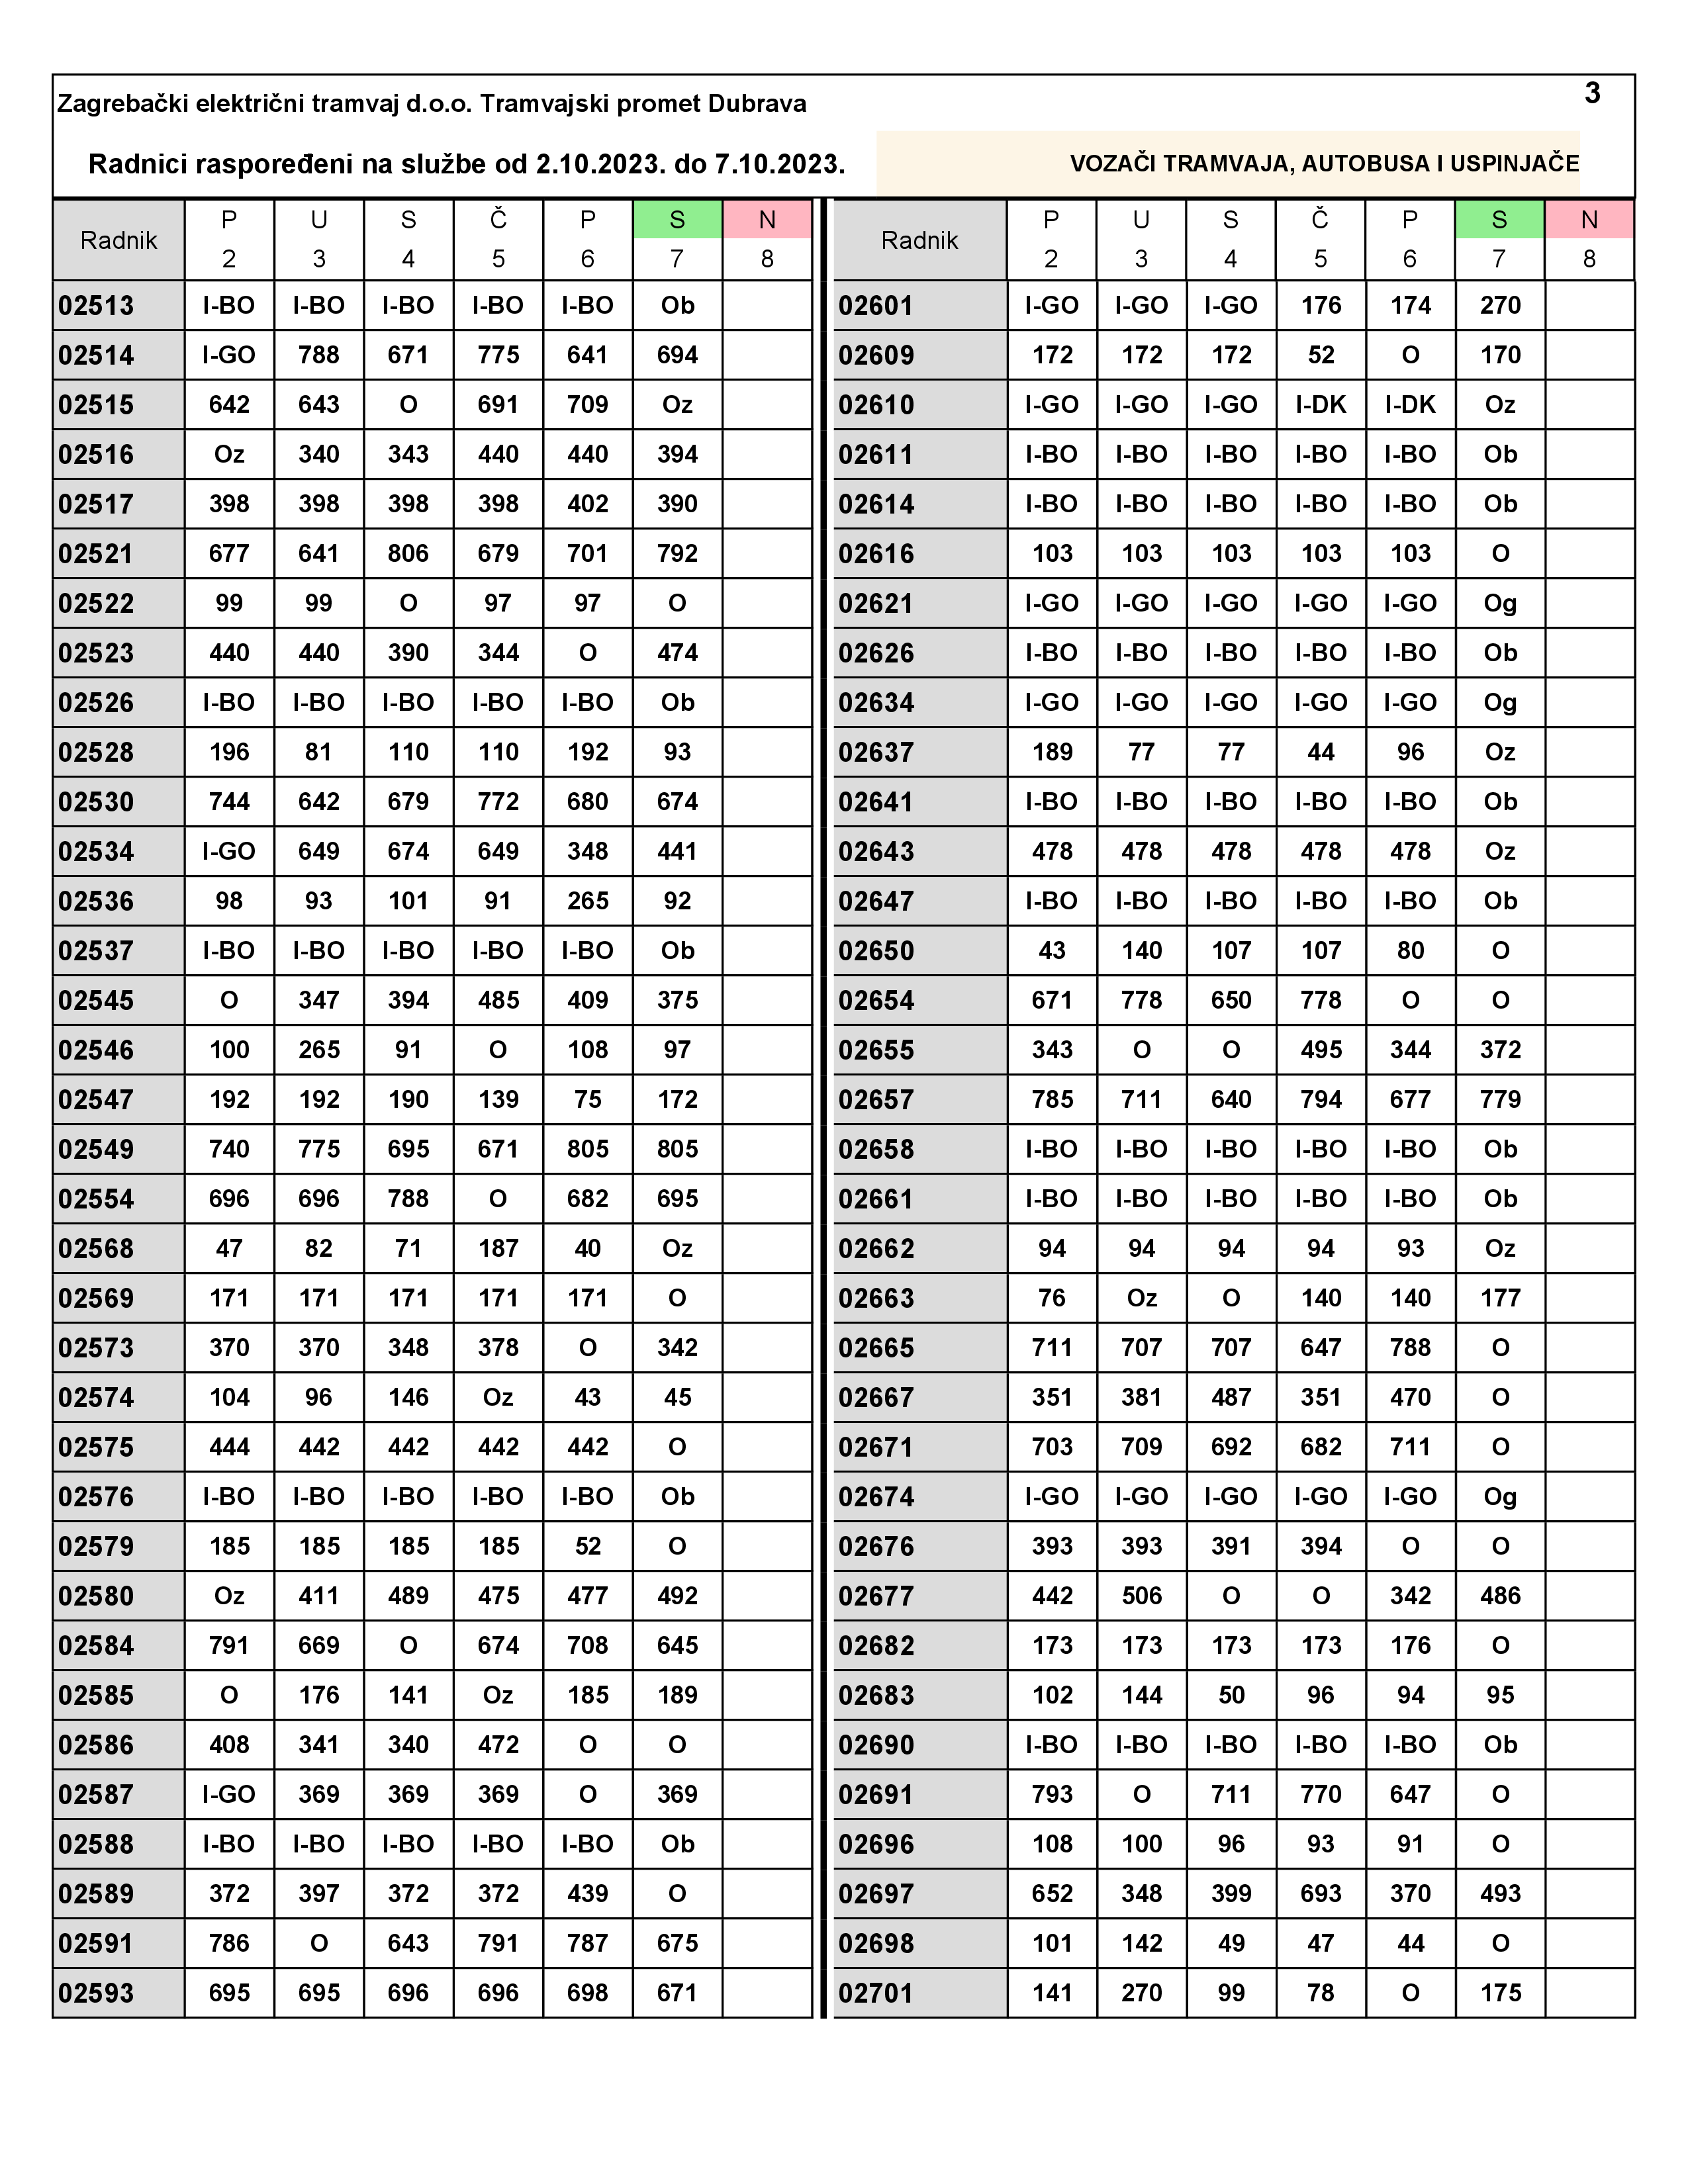 3
Zagrebački električni tramvaj d.o.o. Tramvajski promet Dubrava
Radnici raspoređeni na službe od 2.10.2023. do 7.10.2023. VOZAČI TRAMVAJA, AUTOBUSA I USPINJAČE
Radnik P U S Č P S N Radnik P U S Č P S N
2 3 4 5 6 7 8 2 3 4 5 6 7 8
02513 I-BO I-BO I-BO I-BO I-BO Ob 02601 I-GO I-GO I-GO 176 174 270
02514 I-GO 788 671 775 641 694 02609 172 172 172 52 O 170
02515 642 643 O 691 709 Oz 02610 I-GO I-GO I-GO I-DK I-DK Oz
02516 Oz 340 343 440 440 394 02611 I-BO I-BO I-BO I-BO I-BO Ob
02517 398 398 398 398 402 390 02614 I-BO I-BO I-BO I-BO I-BO Ob
02521 677 641 806 679 701 792 02616 103 103 103 103 103 O
02522 99 99 O 97 97 O 02621 I-GO I-GO I-GO I-GO I-GO Og
02523 440 440 390 344 O 474 02626 I-BO I-BO I-BO I-BO I-BO Ob
02526 I-BO I-BO I-BO I-BO I-BO Ob 02634 I-GO I-GO I-GO I-GO I-GO Og
02528 196 81 110 110 192 93 02637 189 77 77 44 96 Oz
02530 744 642 679 772 680 674 02641 I-BO I-BO I-BO I-BO I-BO Ob
02534 I-GO 649 674 649 348 441 02643 478 478 478 478 478 Oz
02536 98 93 101 91 265 92 02647 I-BO I-BO I-BO I-BO I-BO Ob
02537 I-BO I-BO I-BO I-BO I-BO Ob 02650 43 140 107 107 80 O
02545 O 347 394 485 409 375 02654 671 778 650 778 O O
02546 100 265 91 O 108 97 02655 343 O O 495 344 372
02547 192 192 190 139 75 172 02657 785 711 640 794 677 779
02549 740 775 695 671 805 805 02658 I-BO I-BO I-BO I-BO I-BO Ob
02554 696 696 788 O 682 695 02661 I-BO I-BO I-BO I-BO I-BO Ob
02568 47 82 71 187 40 Oz 02662 94 94 94 94 93 Oz
02569 171 171 171 171 171 O 02663 76 Oz O 140 140 177
02573 370 370 348 378 O 342 02665 711 707 707 647 788 O
02574 104 96 146 Oz 43 45 02667 351 381 487 351 470 O
02575 444 442 442 442 442 O 02671 703 709 692 682 711 O
02576 I-BO I-BO I-BO I-BO I-BO Ob 02674 I-GO I-GO I-GO I-GO I-GO Og
02579 185 185 185 185 52 O 02676 393 393 391 394 O O
02580 Oz 411 489 475 477 492 02677 442 506 O O 342 486
02584 791 669 O 674 708 645 02682 173 173 173 173 176 O
02585 O 176 141 Oz 185 189 02683 102 144 50 96 94 95
02586 408 341 340 472 O O 02690 I-BO I-BO I-BO I-BO I-BO Ob
02587 I-GO 369 369 369 O 369 02691 793 O 711 770 647 O
02588 I-BO I-BO I-BO I-BO I-BO Ob 02696 108 100 96 93 91 O
02589 372 397 372 372 439 O 02697 652 348 399 693 370 493
02591 786 O 643 791 787 675 02698 101 142 49 47 44 O
02593 695 695 696 696 698 671 02701 141 270 99 78 O 175